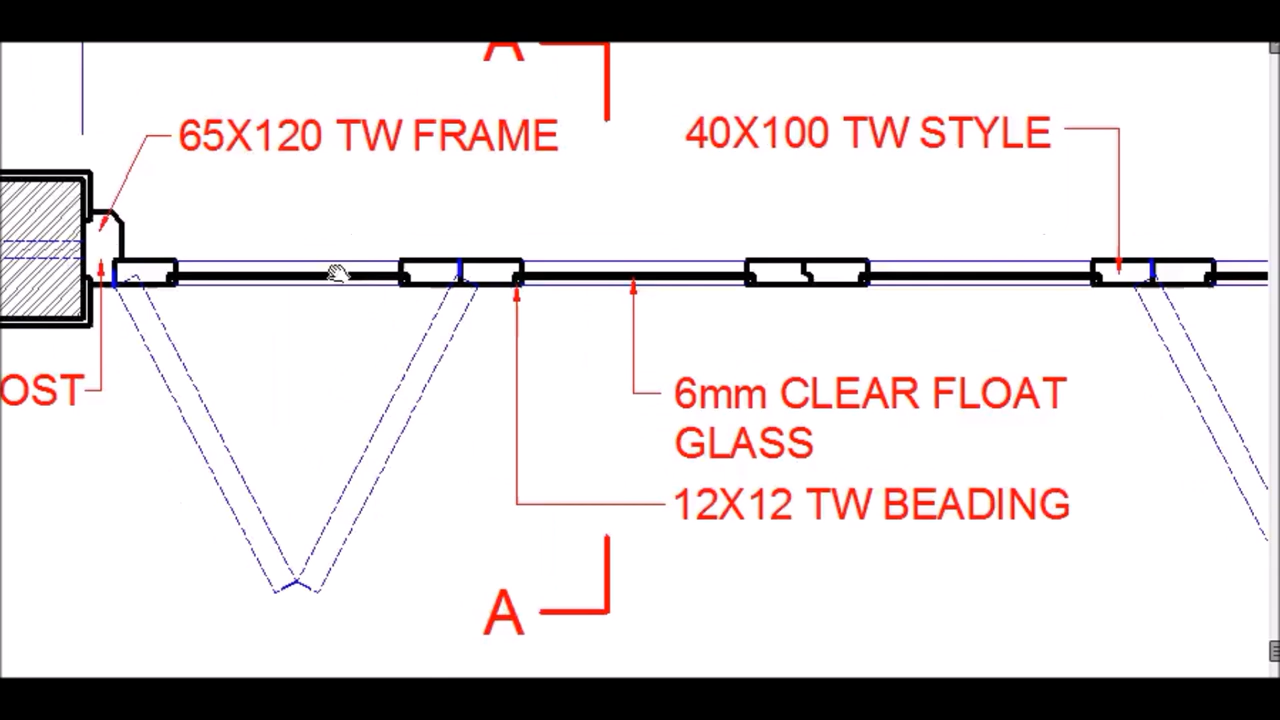 A
65X120 TW FRAME
40X100 TW STYLE
OST
6mm CLEAR FLOAT
GLASS
12X12 TW BEADING
A